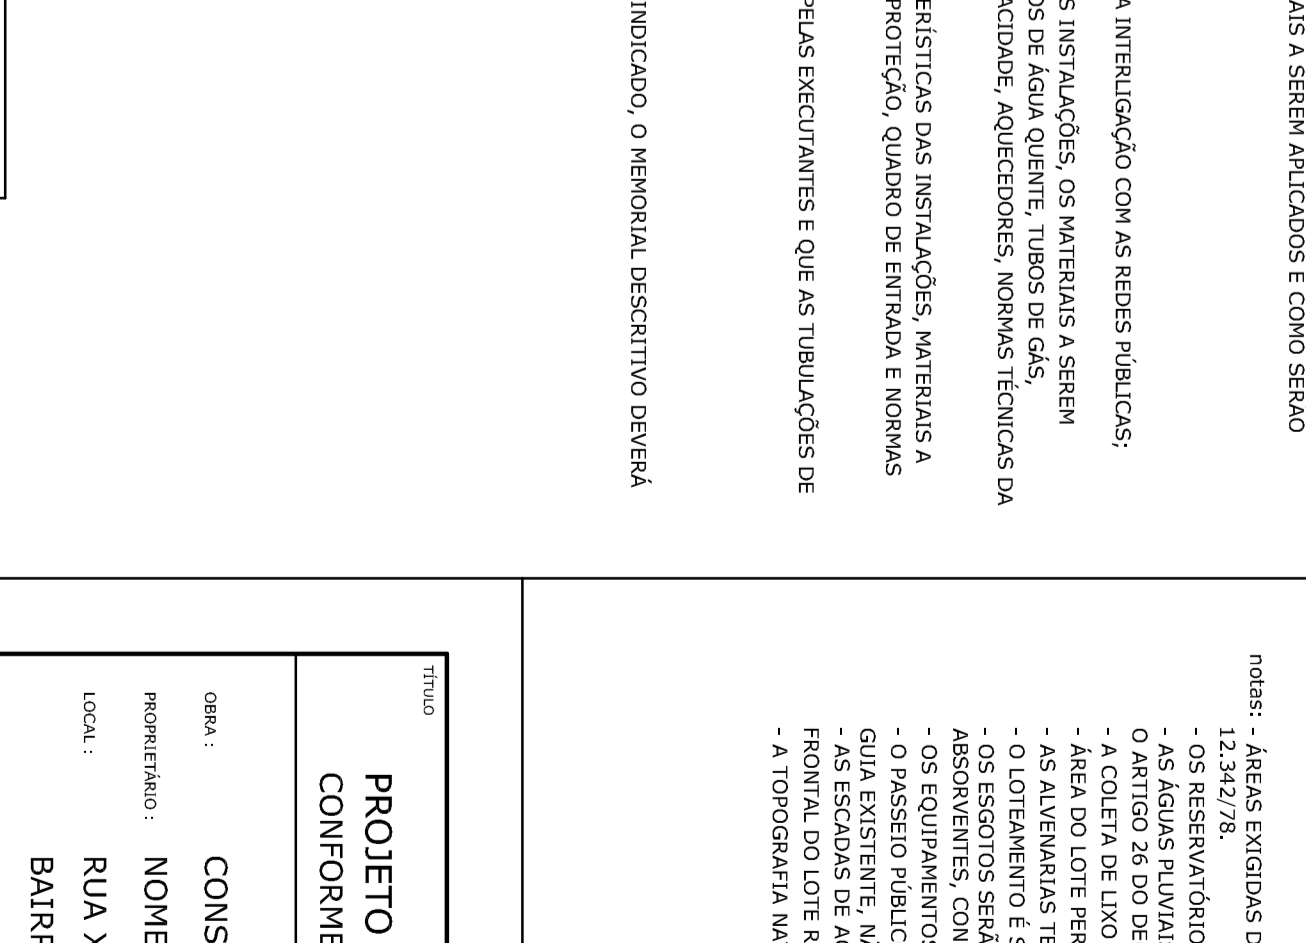 AIS A SEREM APLICADOS E COMO SERAO
A INTERLIGAÇÃO COM AS REDES PÚBLICAS;
S INSTALAÇÕES, OS MATERIAIS A SEREM
OS DE ÁGUA QUENTE, TUBOS DE GÁS,
ACIDADE, AQUECEDORES, NORMAS TÉCNICAS DA
ERÍSTICAS DAS INSTALAÇÕES, MATERIAIS A
PROTEÇÃO, QUADRO DE ENTRADA E NORMAS
PELAS EXECUTANTES E QUE AS TUBULAÇÕES DE
INDICADO, O MEMORIAL DESCRITIVO DEVERÁ
notas: - ÁREAS EXIGIDAS D
12.342/78.
- OS RESERVATÓRIO
- AS ÁGUAS PLUVIAIS
O ARTIGO 26 DO DE
- A COLETA DE LIXO
- ÁREA DO LOTE PER
- AS ALVENARIAS TE
- O LOTEAMENTO É S
- OS ESGOTOS SERÃ
ABSORVENTES, CON
- OS EQUIPAMENTOS
- O PASSEIO PÚBLIC
GUIA EXISTENTE, NÃ
- AS ESCADAS DE AC
FRONTAL DO LOTE R
- A TOPOGRAFIA NA
TÍTULO
PROJETO
CONFORME
OBRA : CONS
PROPRIETÁRIO : NOME
LOCAL : RUA X
BAIRR